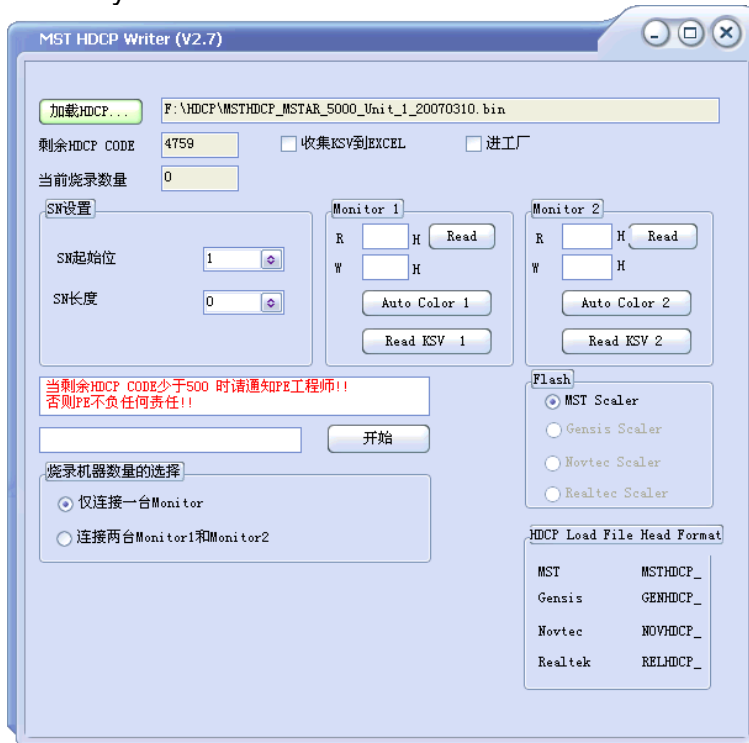 MST HDCP Writer (V2.7)
加载HDCP... F:\HDCP\MSTHDCP_MSTAR_5000_Unit_1_20070310.bin
剩余HDCP CODE 4759 收集KSV到EXCEL 进工厂
当前烧录数量 0
SN设置 Monitor 1 Monitor 2
R H Read R H Read
SN起始位 1 W H W H
SN长度 0 Auto Color 1 Auto Color 2
Read KSV 1 Read KSV 2
当剩余HDCP CODE少于500 时请通知PE工程师!!
否则PE不负任何责任!!
开始
烧录机器数量的选择
仅连接一台Monitor
连接两台Monitor1和Monitor2
Flash
MST Scaler
Gensis Scaler
Novtec Scaler
Realtec Scaler
HDCP Load File Head Format
MST MSTHDCP_
Gensis GENHDCP_
Novtec NOVHDCP_
Realtek RELHDCP_